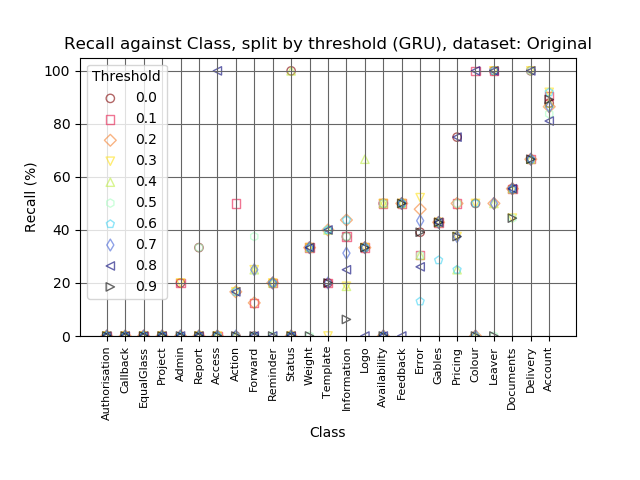 Recall against Class, split by threshold (GRU), dataset: Original
Recall (%)
100
80
60
40
20
0
Threshold
0.0
0.1
0.2
0.3
0.4
0.5
0.6
0.7
0.8
0.9
Authorisation
Callback
EqualGlass
Project
Admin
Report
Access
Action
Forward
Reminder
Status
Weight
Template
Information
Logo
Availability
Feedback
Error
Gables
Pricing
Colour
Leaver
Documents
Delivery
Account
Class